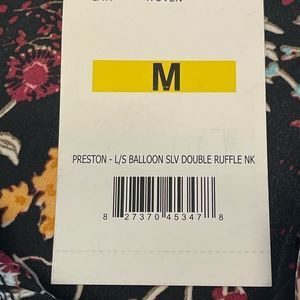 M
PRESTON - L/S BALLOON SLV DOUBLE RUFFLE NK
8 27370 45347 8